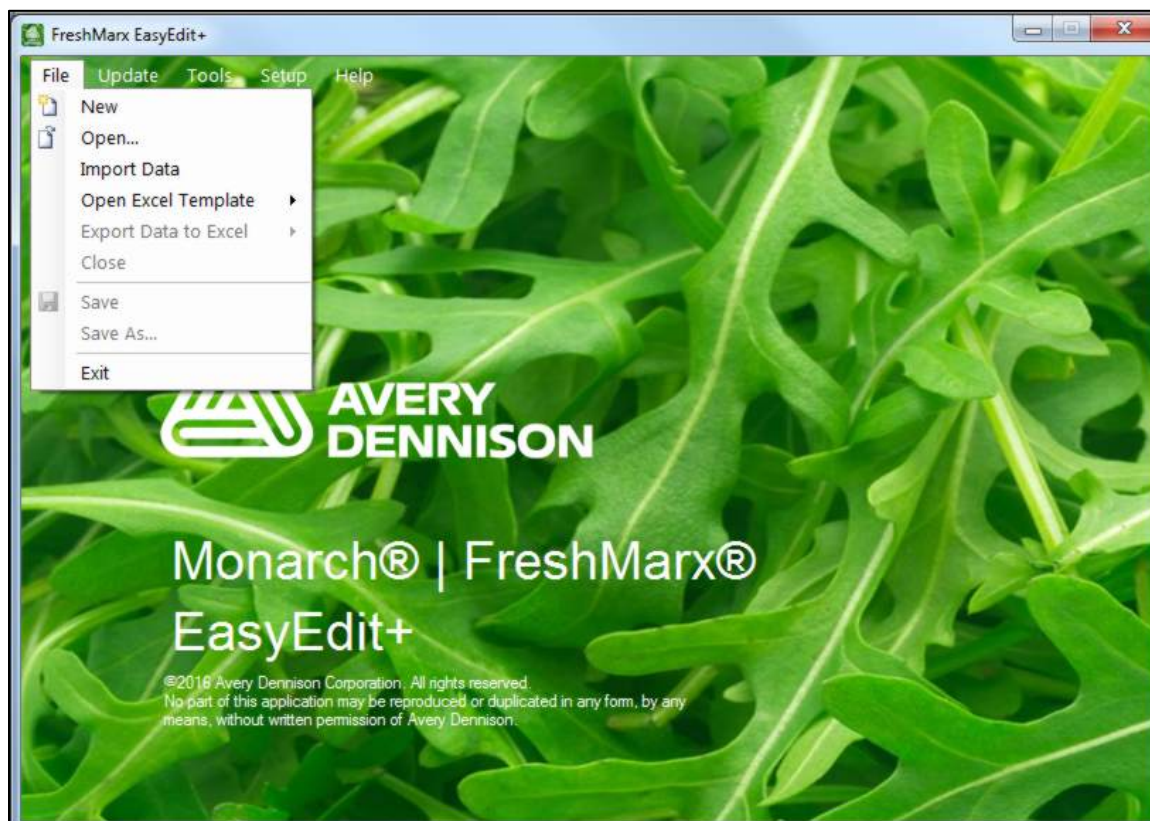 FreshMarx EasyEdit+
File Update Tools Setup Help
New
Open...
Import Data
Open Excel Template
Export Data to Excel
Close
Save
Save As...
Exit
AVERY
DENNISON
Monarch® | FreshMarx®
EasyEdit+
©2016 Avery Dennison Corporation. All rights reserved.
No part of this application may be reproduced or duplicated in any form, by any
means, without written permission of Avery Dennison.